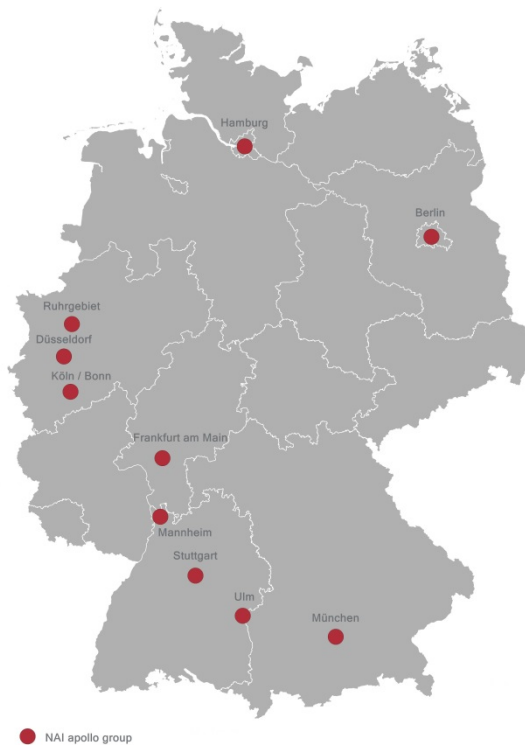 Hamburg
Berlin
Ruhrgebiet
Düsseldorf
Köln / Bonn
Frankfurt am Main
Mannheim
Stuttgart
Ulm
München
NAI apollo group